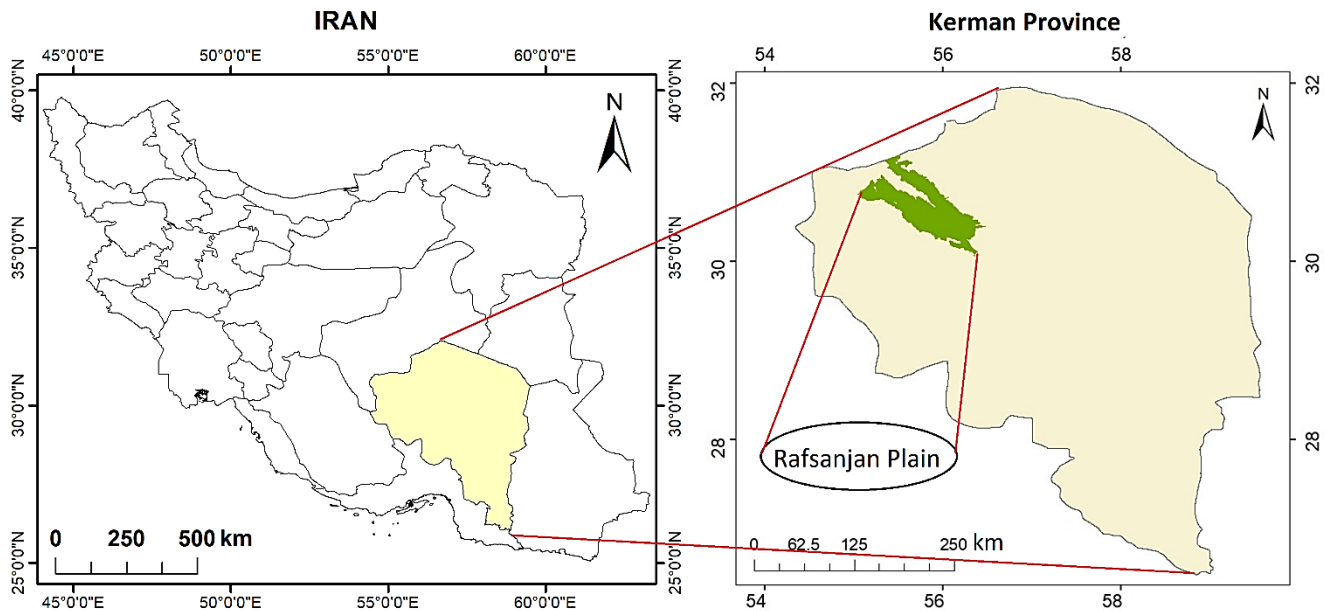 IRAN
45°0'0"E 50°0'0"E 55°0'0"E 60°0'0"E
40°0'0"N
35°0'0"N
30°0'0"N
25°0'0"N
N
40°0'0"N
35°0'0"N
30°0'0"N
25°0'0"N
0 250 500 km
45°0'0"E 50°0'0"E 55°0'0"E 60°0'0"E
Kerman Province
54 56 58
32
30
28
N
32
30
28
Rafsanjan Plain
0 62.5 125 250 km
54 56 58